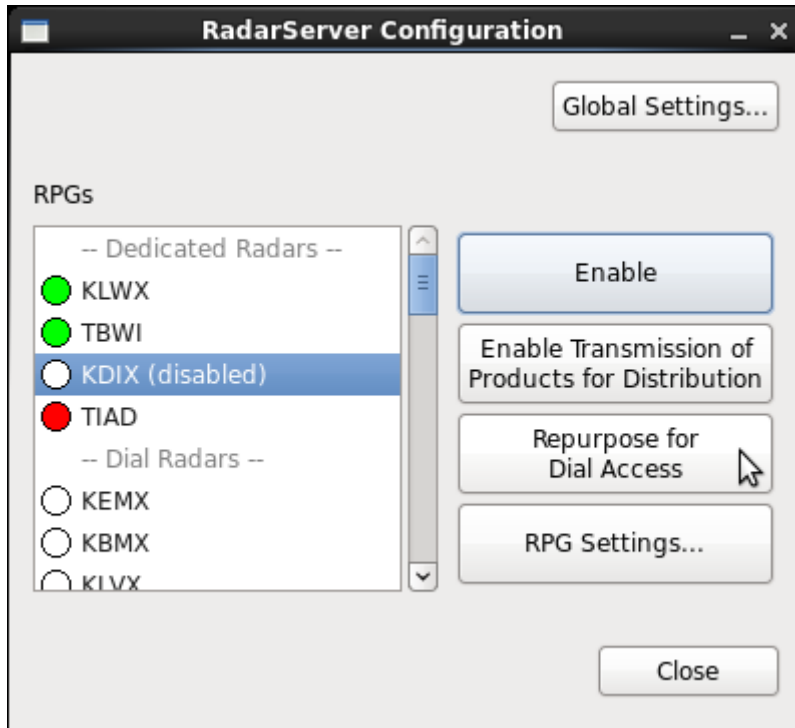 RadarServer Configuration
Global Settings...
RPGs
-- Dedicated Radars --
KLWX
TBWI
KDIX (disabled)
TIAD
-- Dial Radars --
KEMX
KBMX
KLVX
Enable
Enable Transmission of
Products for Distribution
Repurpose for
Dial Access
RPG Settings...
Close